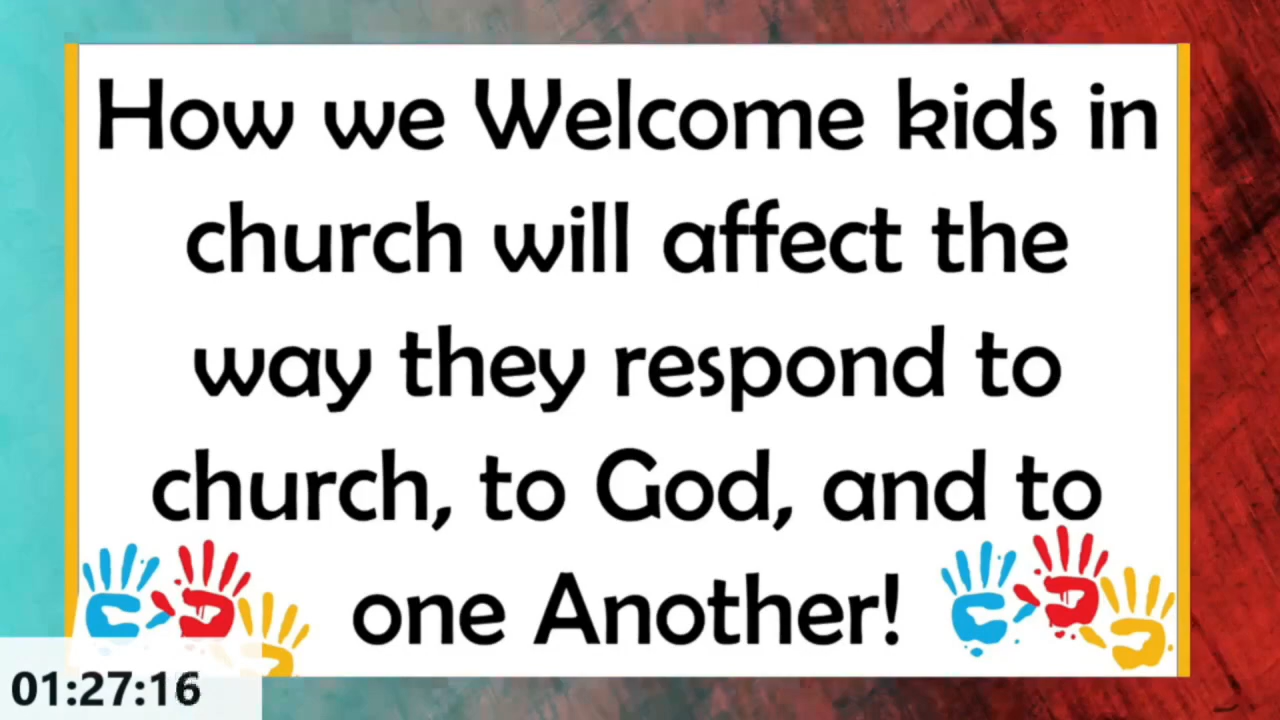 How we Welcome kids in
church will affect the
way they respond to
church, to God, and to
one Another!
01:27:16